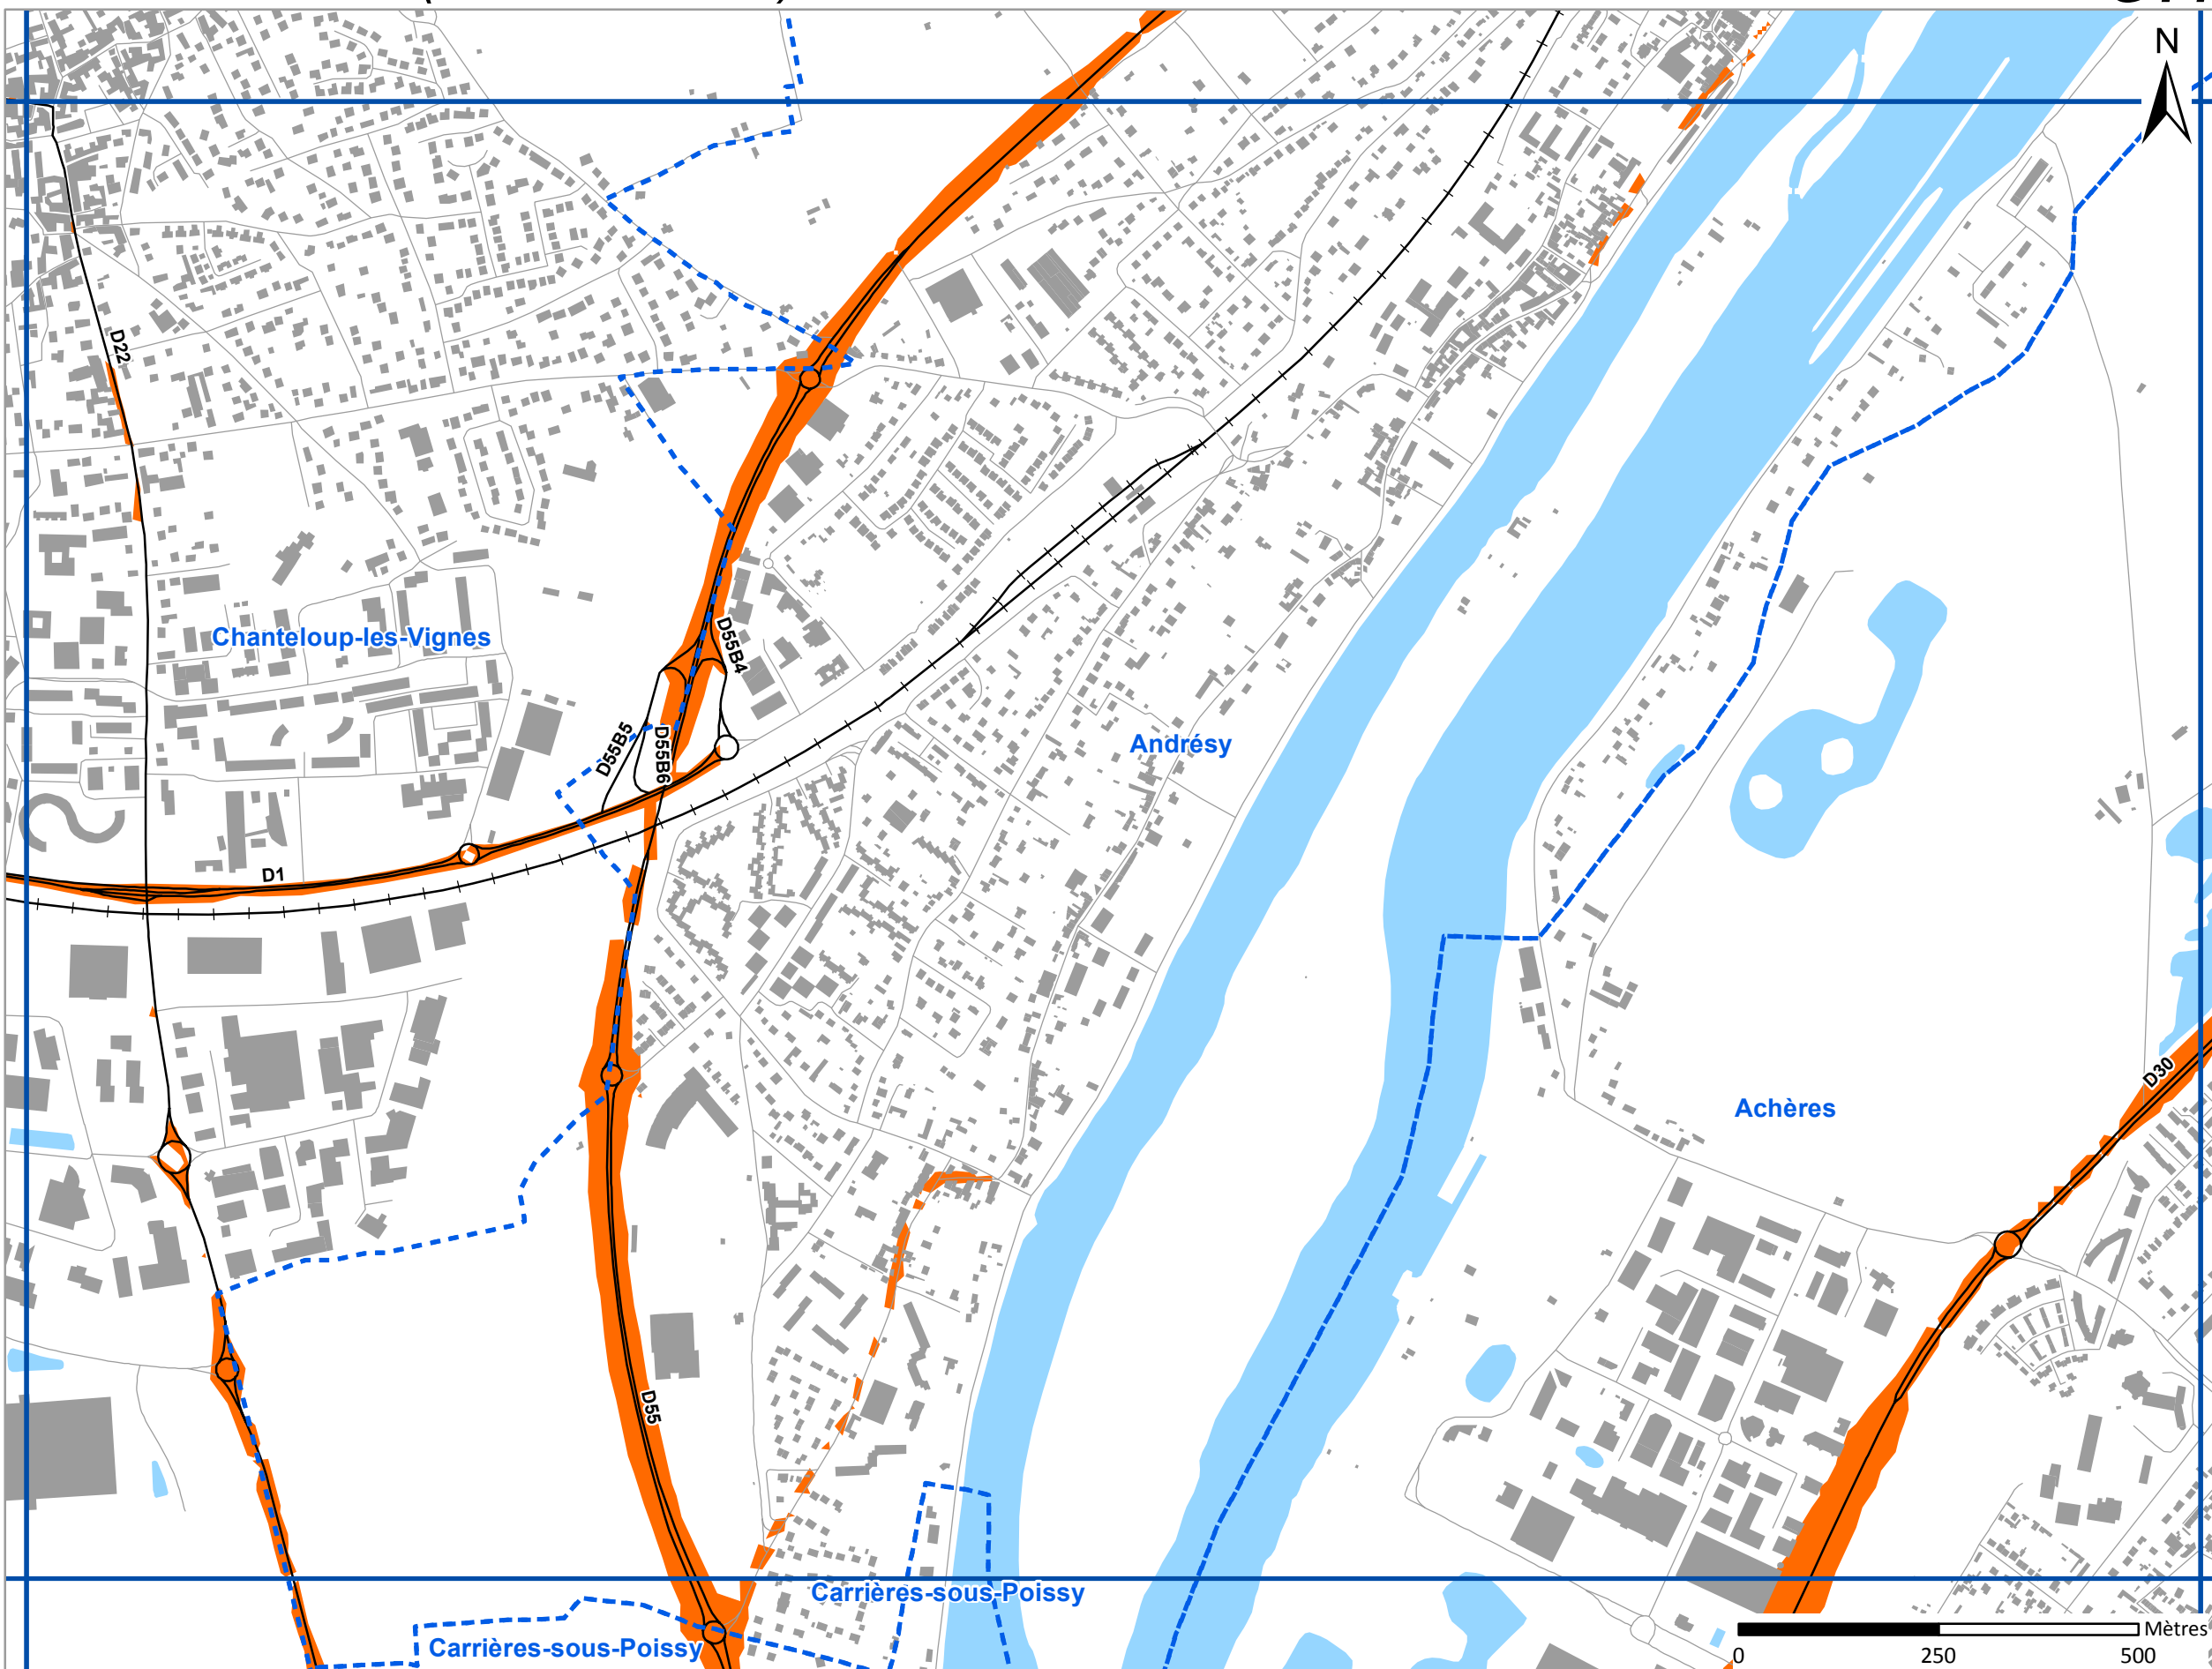 N
D22
Chanteloup-les-Vignes
D55B4
D55B5
D55B6
Andrésy
D1
D30
Achères
D55
Carrières-sous-Poissy
Carrières-sous-Poissy
Mètres
0 250 500